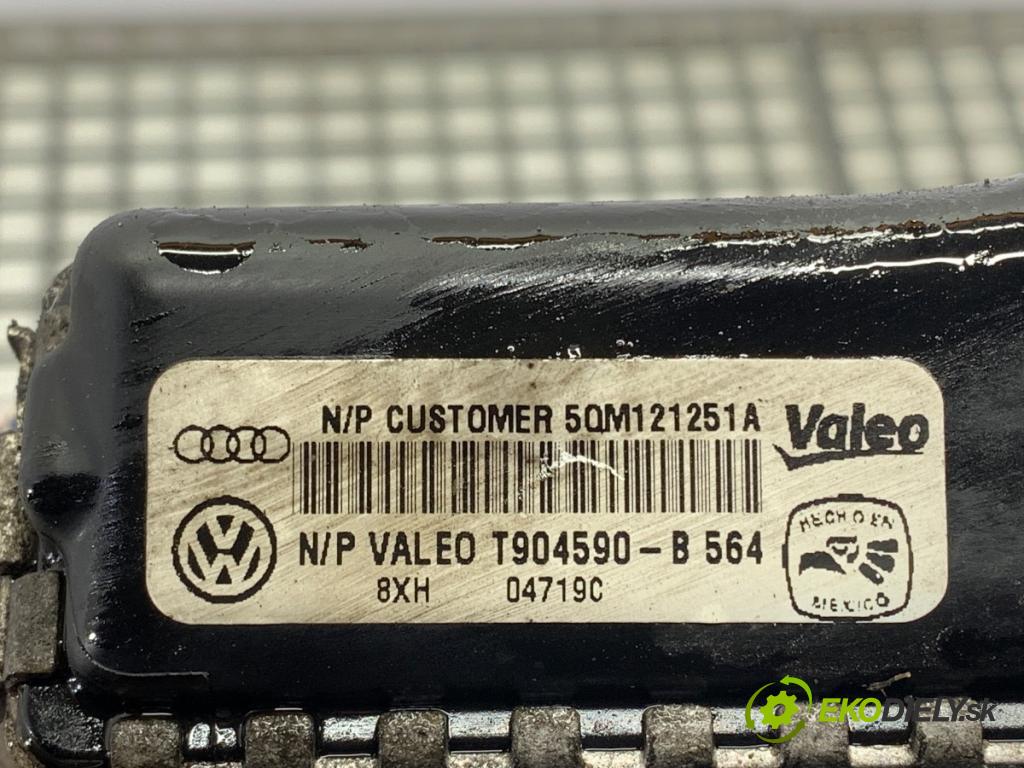 N/P CUSTOMER 5QM121251A
Valeo
N/P VALEO T904590-B 564
8XH 04719C
HECHO EN
MEXICO
EKODIELY.sk